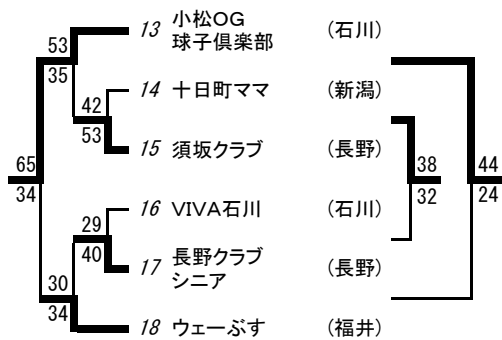 53
35
13 小松OG
球子倶楽部 (石川)
42
53
14 十日町ママ (新潟)
15 須坂クラブ (長野)
65
34
38
32
44
24
29
40
16 VIVA石川 (石川)
17 長野クラブ
シニア (長野)
30
34
18 ウェーぶす (福井)